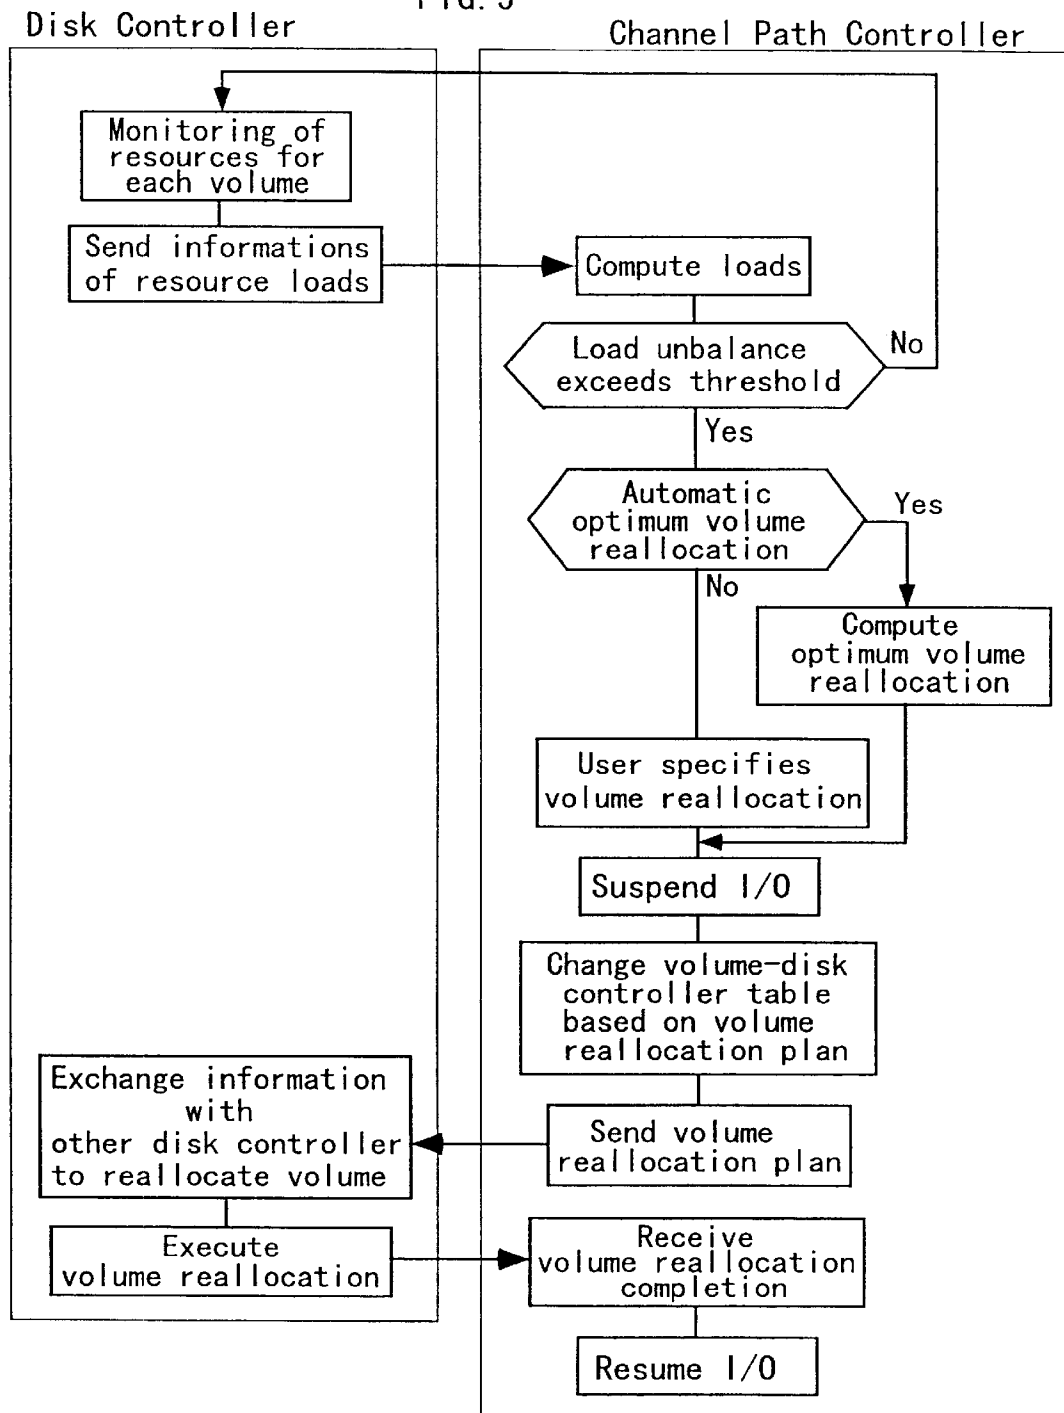 Disk Controller
Channel Path Controller
Monitoring of
resources for
each volume
Send informations
of resource loads
Compute loads
Load unbalance
exceeds threshold
No
Yes
Automatic
optimum volume
reallocation
Yes
No
Compute
optimum volume
reallocation
User specifies
volume reallocation
Suspend I/O
Change volume-disk
controller table
based on volume
reallocation plan
Exchange information
with
other disk controller
to reallocate volume
Send volume
reallocation plan
Execute
volume reallocation
Receive
volume reallocation
completion
Resume I/O